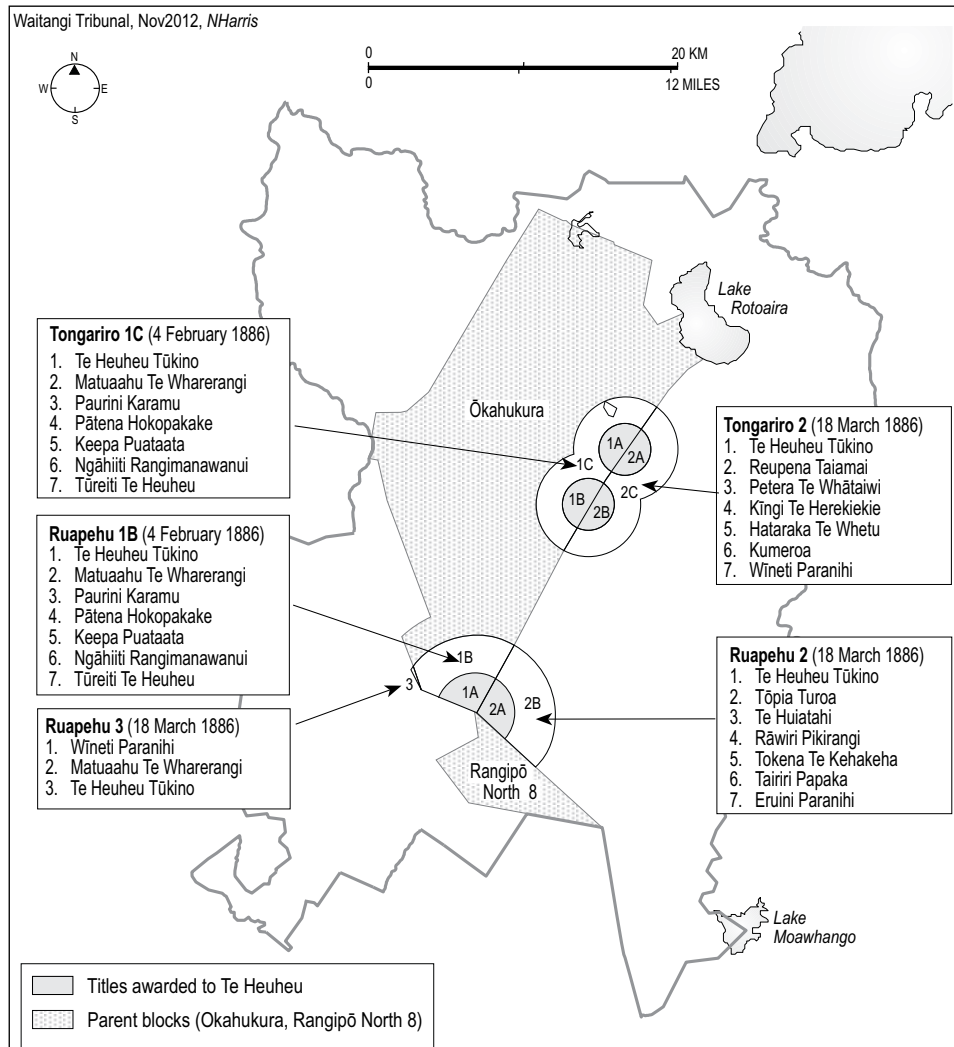 Waitangi Tribunal, Nov2012, NHarris
N
W E
S
0 20 KM
0 12 MILES
Lake
Rotoaira
Tongariro 1C (4 February 1886)
1. Te Heuheu Tūkino
2. Matuaahu Te Wharerangi
3. Paurini Karamu
4. Pātena Hokopakake
5. Keepa Puataata
6. Ngāhiiti Rangimanawanui
7. Tūreiti Te Heuheu
Ōkahukura
1A
2A
1C
1B
2B
2C
Tongariro 2 (18 March 1886)
1. Te Heuheu Tūkino
2. Reupena Taiamai
3. Petera Te Whātaiwi
4. Kīngi Te Herekiekie
5. Hataraka Te Whetu
6. Kumeroa
7. Wīneti Paranihi
Ruapehu 1B (4 February 1886)
1. Te Heuheu Tūkino
2. Matuaahu Te Wharerangi
3. Paurini Karamu
4. Pātena Hokopakake
5. Keepa Puataata
6. Ngāhiiti Rangimanawanui
7. Tūreiti Te Heuheu
1B
3
1A
2A
2B
Ruapehu 2 (18 March 1886)
1. Te Heuheu Tūkino
2. Tōpia Turoa
3. Te Huiatahi
4. Rāwiri Pikirangi
5. Tokena Te Kehakeha
6. Tairiri Papaka
7. Eruini Paranihi
Ruapehu 3 (18 March 1886)
1. Wīneti Paranihi
2. Matuaahu Te Wharerangi
3. Te Heuheu Tūkino
Rangipō
North 8
Lake
Moawhango
Titles awarded to Te Heuheu
Parent blocks (Okahukura, Rangipō North 8)